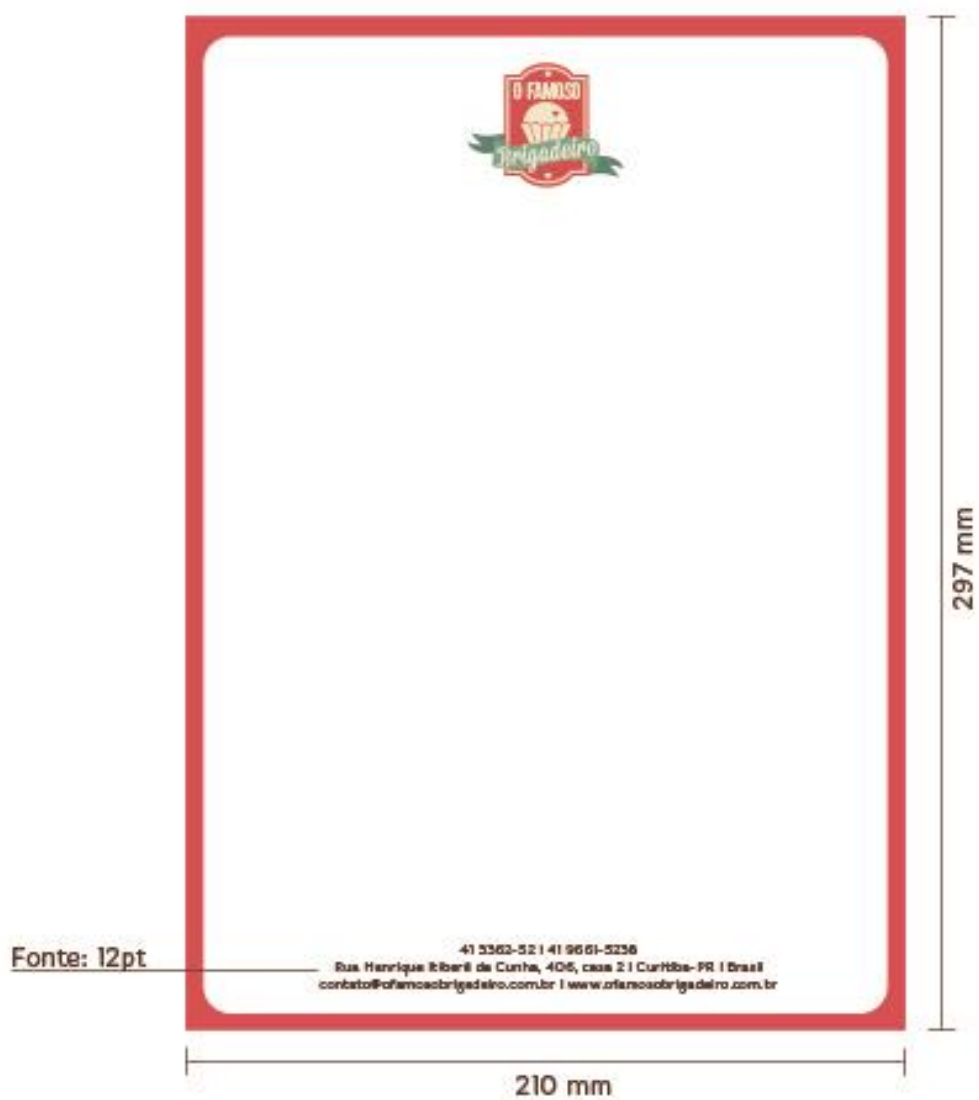 O FAMOSO
Brigadeiro
297 mm
Fonte: 12pt
41 3362-52 | 41 9661-5238
Rua Henrique Itiberê da Cunha, 406, casa 2 | Curitiba-PR | Brasil
contato@ofamosobrigadeiro.com.br | www.ofamosobrigadeiro.com.br
210 mm